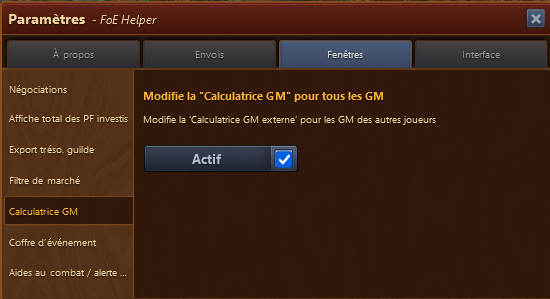 Paramètres - FoE Helper
À propos
Envois
Fenêtres
Interface
Négociations
Affiche total des PF investis
Export tréso. guilde
Filtre de marché
Calculatrice GM
Coffre d'événement
Aides au combat / alerte ...
Modifie la "Calculatrice GM" pour tous les GM
Modifie la 'Calculatrice GM externe' pour les GM des autres joueurs
Actif